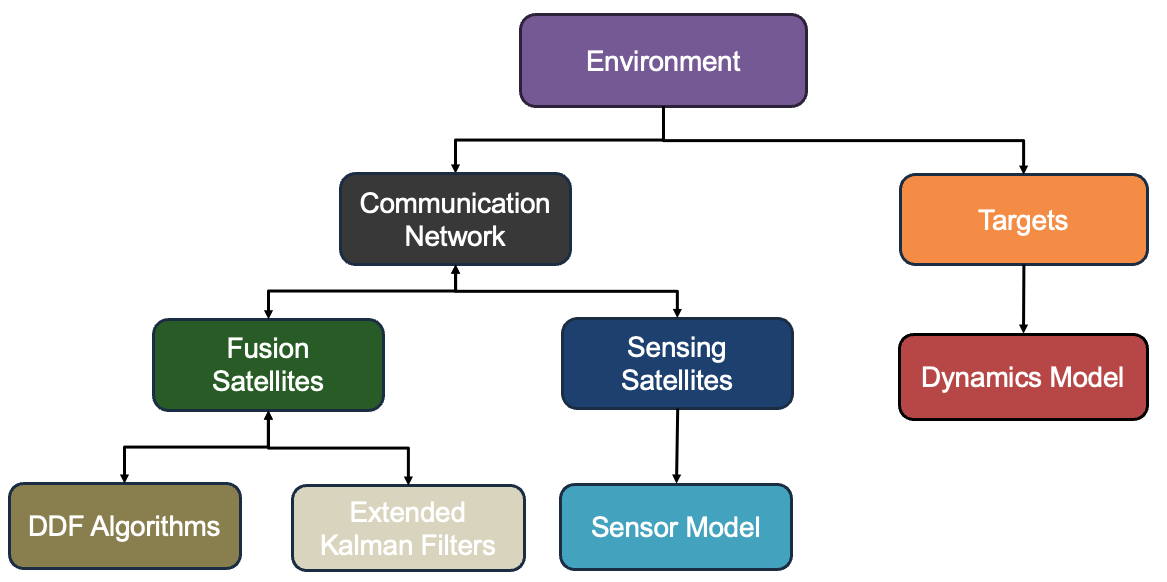 Environment
Communication
Network
Targets
Fusion
Satellites
Sensing
Satellites
Dynamics Model
DDF Algorithms
Extended
Kalman Filters
Sensor Model